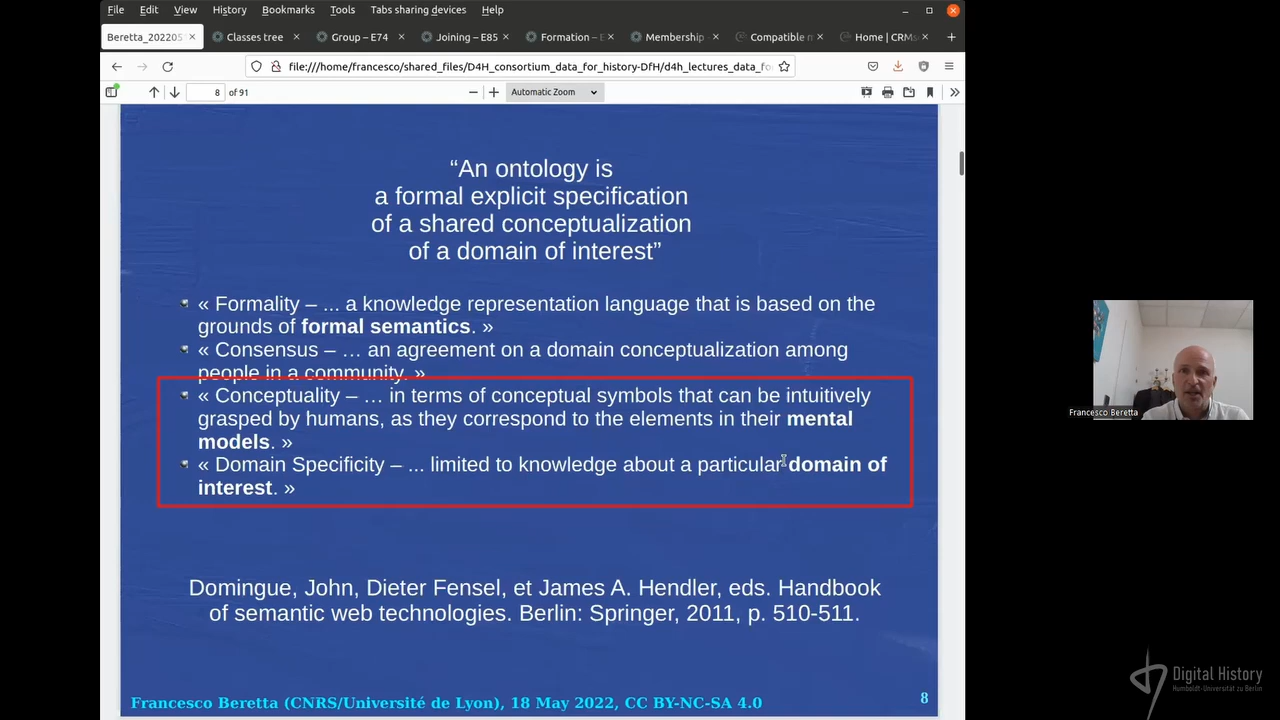 File Edit View History Bookmarks Tools Tabs sharing devices Help
Beretta_202205 Classes tree Group – E74 Joining – E85 Formation – E Membership - Compatible m Home | CRMs
file:///home/francesco/shared_files/D4H_consortium_data_for_history-DfH/d4h_lectures_data_fo
8 of 91 Automatic Zoom
“An ontology is
a formal explicit specification
of a shared conceptualization
of a domain of interest”
« Formality – ... a knowledge representation language that is based on the
grounds of formal semantics. »
« Consensus – … an agreement on a domain conceptualization among
people in a community. »
« Conceptuality – … in terms of conceptual symbols that can be intuitively
grasped by humans, as they correspond to the elements in their mental
models. »
« Domain Specificity – ... limited to knowledge about a particular domain of
interest. »
Domingue, John, Dieter Fensel, et James A. Hendler, eds. Handbook
of semantic web technologies. Berlin: Springer, 2011, p. 510-511.
Francesco Beretta (CNRS/Université de Lyon), 18 May 2022, CC BY-NC-SA 4.0
8
Francesco Beretta
Digital History
Humboldt-Universität zu Berlin